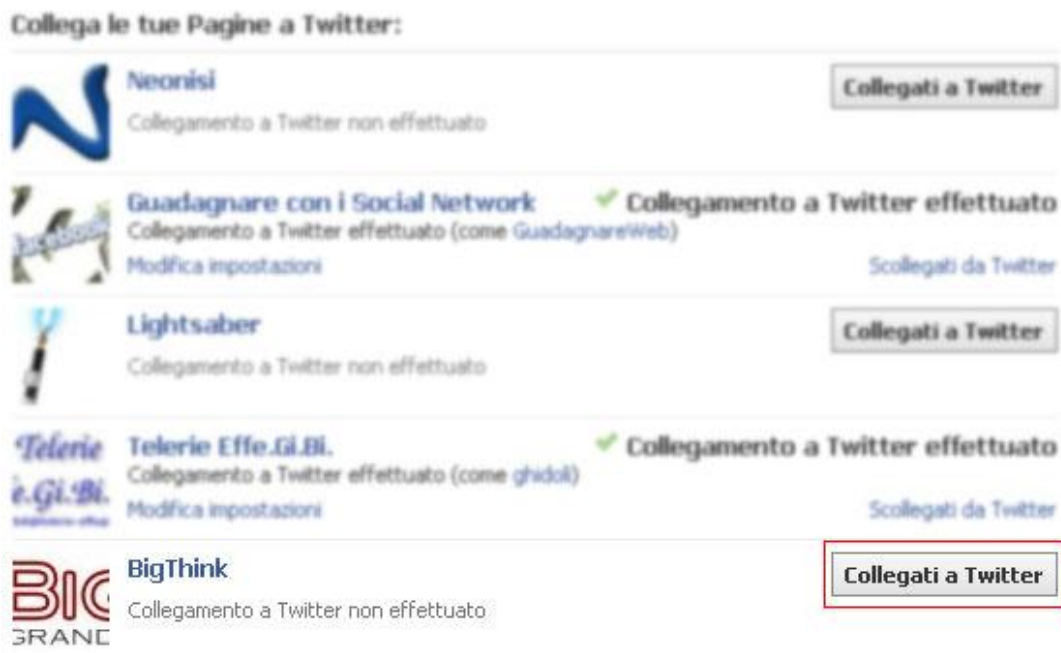 Collega le tue Pagine a Twitter:
Neonisi
Collegati a Twitter
Collegamento a Twitter non effettuato
facebook
Guadagnare con i Social Network
Collegamento a Twitter effettuato
Collegamento a Twitter effettuato (come GuadagnareWeb)
Modifica impostazioni
Scollegati da Twitter
Lightsaber
Collegati a Twitter
Collegamento a Twitter non effettuato
Telerie
e.Gi.Bi.
Telerie Effe.Gi.Bi.
Collegamento a Twitter effettuato
Collegamento a Twitter effettuato (come ghidoli)
Modifica impostazioni
Scollegati da Twitter
BIG
GRAND
BigThink
Collegati a Twitter
Collegamento a Twitter non effettuato